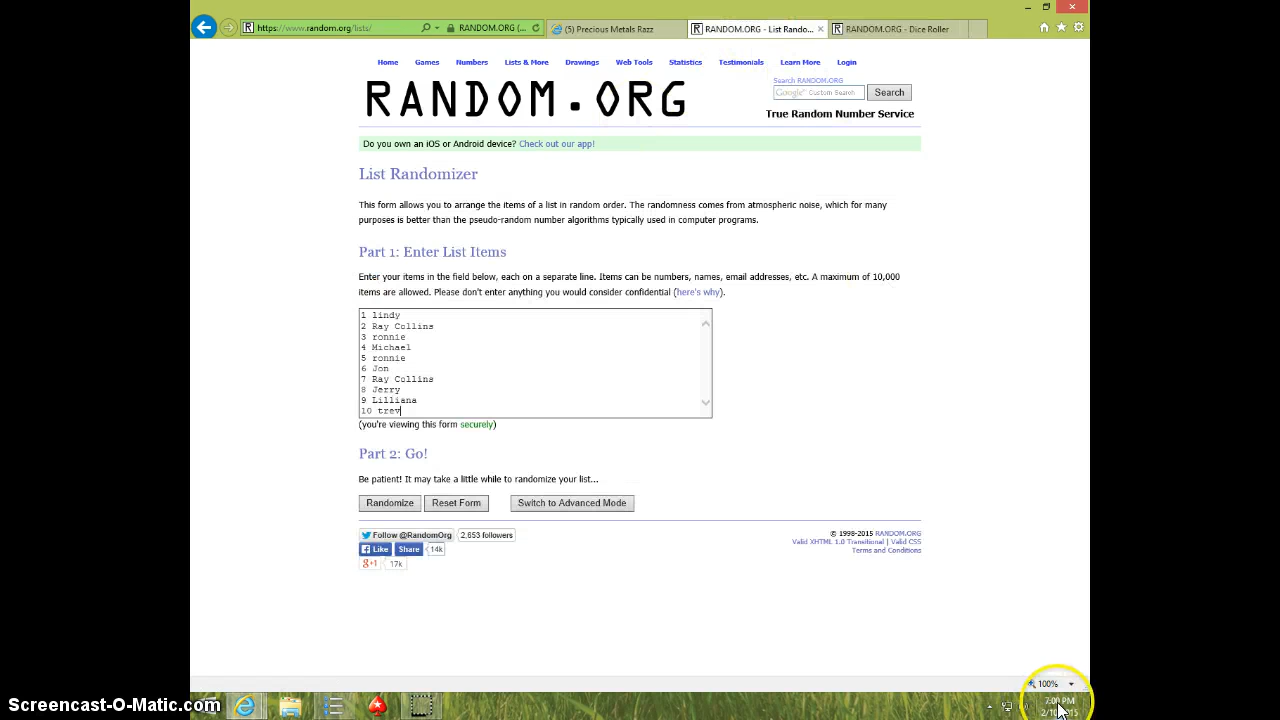 https://www.random.org/lists/
RANDOM.ORG (...
(5) Precious Metals Razz
RANDOM.ORG - List Rando...
RANDOM.ORG - Dice Roller
Home Games Numbers Lists & More Drawings Web Tools Statistics Testimonials Learn More Login
Search RANDOM.ORG
Google™ Custom Search
Search
RANDOM.ORG
True Random Number Service
Do you own an iOS or Android device? Check out our app!
List Randomizer
This form allows you to arrange the items of a list in random order. The randomness comes from atmospheric noise, which for many
purposes is better than the pseudo-random number algorithms typically used in computer programs.
Part 1: Enter List Items
Enter your items in the field below, each on a separate line. Items can be numbers, names, email addresses, etc. A maximum of 10,000
items are allowed. Please don't enter anything you would consider confidential (here's why).
1 lindy
2 Ray Collins
3 ronnie
4 Michael
5 ronnie
6 Jon
7 Ray Collins
8 Jerry
9 Lilliana
10 trev
(you're viewing this form securely)
Part 2: Go!
Be patient! It may take a little while to randomize your list...
Randomize Reset Form Switch to Advanced Mode
Follow @RandomOrg 2,653 followers
Like Share 14k
g+1 17k
© 1998-2015 RANDOM.ORG
Valid XHTML 1.0 Transitional | Valid CSS
Terms and Conditions
100%
7:00 PM
Screencast-O-Matic.com